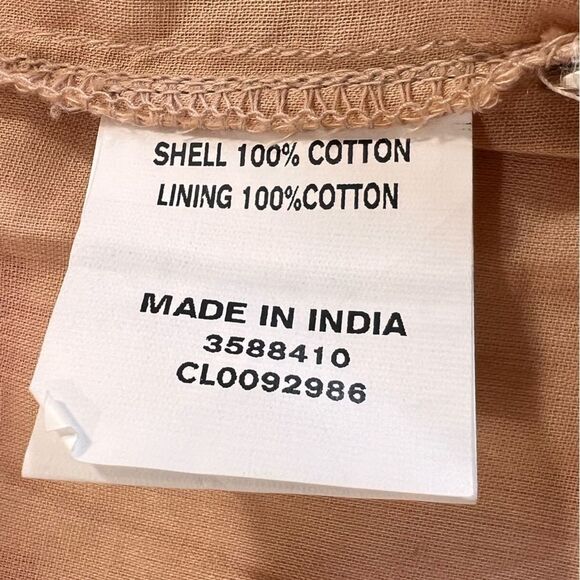 SHELL 100% COTTON
LINING 100%COTTON
MADE IN INDIA
3588410
CL0092986